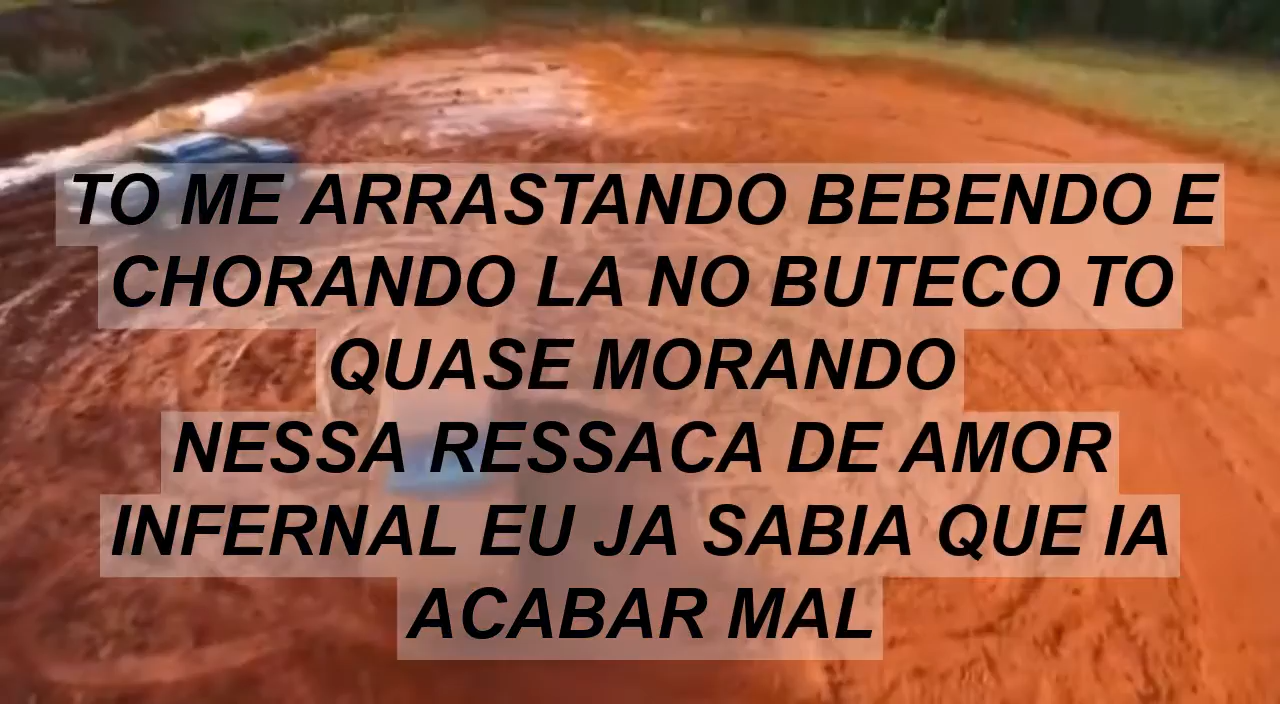 TO ME ARRASTANDO BEBENDO E
CHORANDO LA NO BUTECO TO
QUASE MORANDO
NESSA RESSACA DE AMOR
INFERNAL EU JA SABIA QUE IA
ACABAR MAL